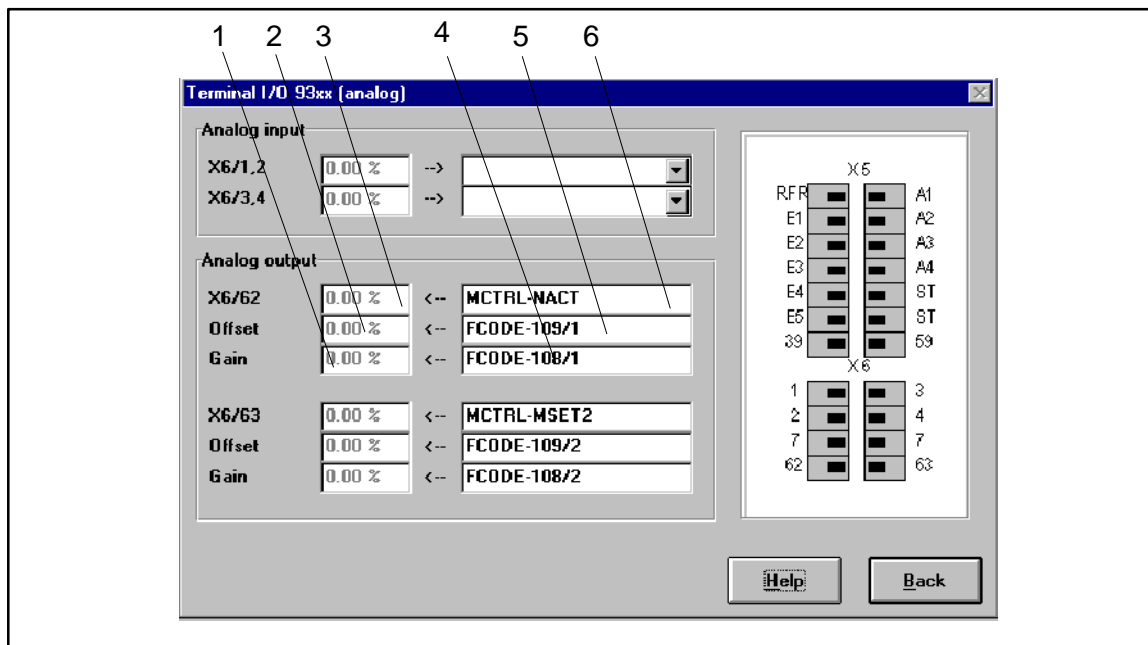 1 2 3 4 5 6
Terminal I/O 93xx (analog)
Analog input
X6/1,2 0.00 % -->
X6/3,4 0.00 % -->
Analog output
X6/62 0.00 % <-- MCTRL-NACT
Offset 0.00 % <-- FCODE-109/1
Gain 0.00 % <-- FCODE-108/1
X6/63 0.00 % <-- MCTRL-MSET2
Offset 0.00 % <-- FCODE-109/2
Gain 0.00 % <-- FCODE-108/2
X5
RFR A1
E1 A2
E2 A3
E3 A4
E4 ST
E5 ST
39 59
X6
1 3
2 4
7 7
62 63
Help Back